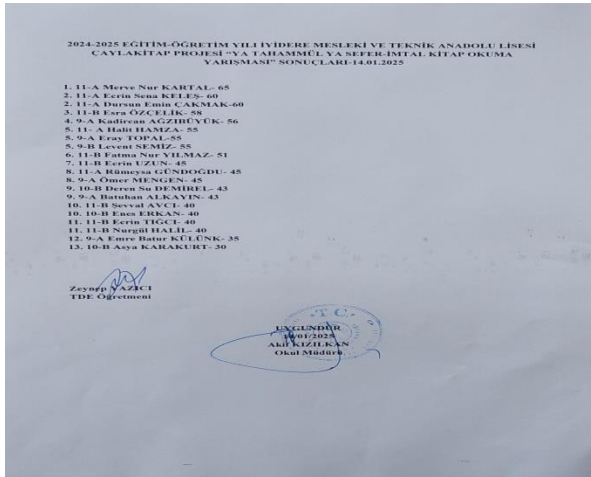 2024-2025 EĞİTİM-ÖĞRETİM YILI İYİDERE MESLEKİ VE TEKNİK ANADOLU LİSESİ
ÇAYLAKİTAP PROJESİ “YA TAHAMMÜL YA SEFER-İMTAL KİTAP OKUMA
YARIŞMASI” SONUÇLARI-14.01.2025
1. 11-A Merve Nur KARTAL- 65
2. 11-A Ecrin Sena KELEŞ- 60
2. 11-A Dursun Emin ÇAKMAK-60
3. 11-B Esra ÖZÇELİK- 58
4. 9-A Kadircan AĞZIBÜYÜK- 56
5. 11- A Halit HAMZA- 55
5. 9-A Eray TOPAL-55
5. 9-B Levent SEMİZ- 55
6. 11-B Fatma Nur YILMAZ- 51
7. 11-B Ecrin UZUN- 45
8. 11-A Rümeysa GÜNDOĞDU- 45
8. 9-A Ömer MENGEN- 45
9. 10-B Deren Su DEMİREL- 43
9. 9-A Batuhan ALKAYIN- 43
10. 11-B Şevval AVCI- 40
10. 10-B Enes ERKAN- 40
11. 11-B Ecrin TIĞCI- 40
11. 11-B Nurgül HALİL- 40
12. 9-A Emre Batur KÜLÜNK- 35
13. 10-B Asya KARAKURT- 30
Zeynep YAZICI
TDE Öğretmeni
T.C.
UYGUNDUR
14/01/2025
Akif KIZILKAN
Okul Müdürü